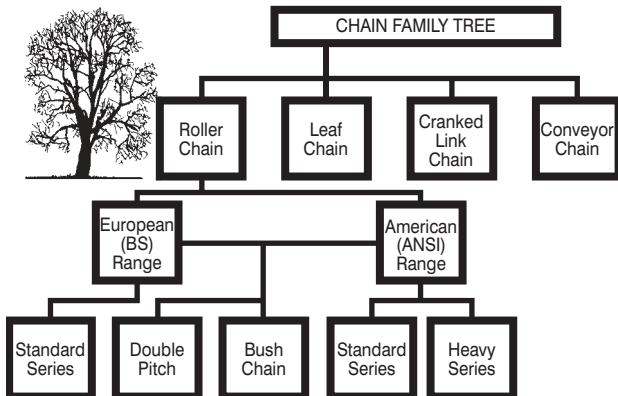 CHAIN FAMILY TREE
Roller
Chain
Leaf
Chain
Cranked
Link
Chain
Conveyor
Chain
European
(BS)
Range
American
(ANSI)
Range
Standard
Series
Double
Pitch
Bush
Chain
Standard
Series
Heavy
Series